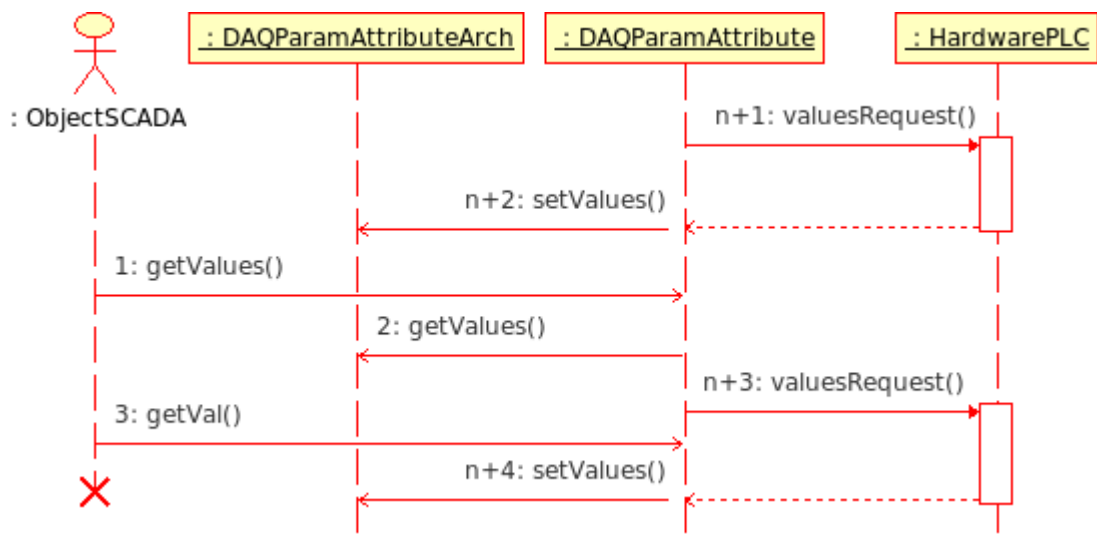 : DAQParamAttributeArch
: DAQParamAttribute
: HardwarePLC
: ObjectSCADA
n+1: valuesRequest()
n+2: setValues()
1: getValues()
2: getValues()
n+3: valuesRequest()
3: getVal()
n+4: setValues()